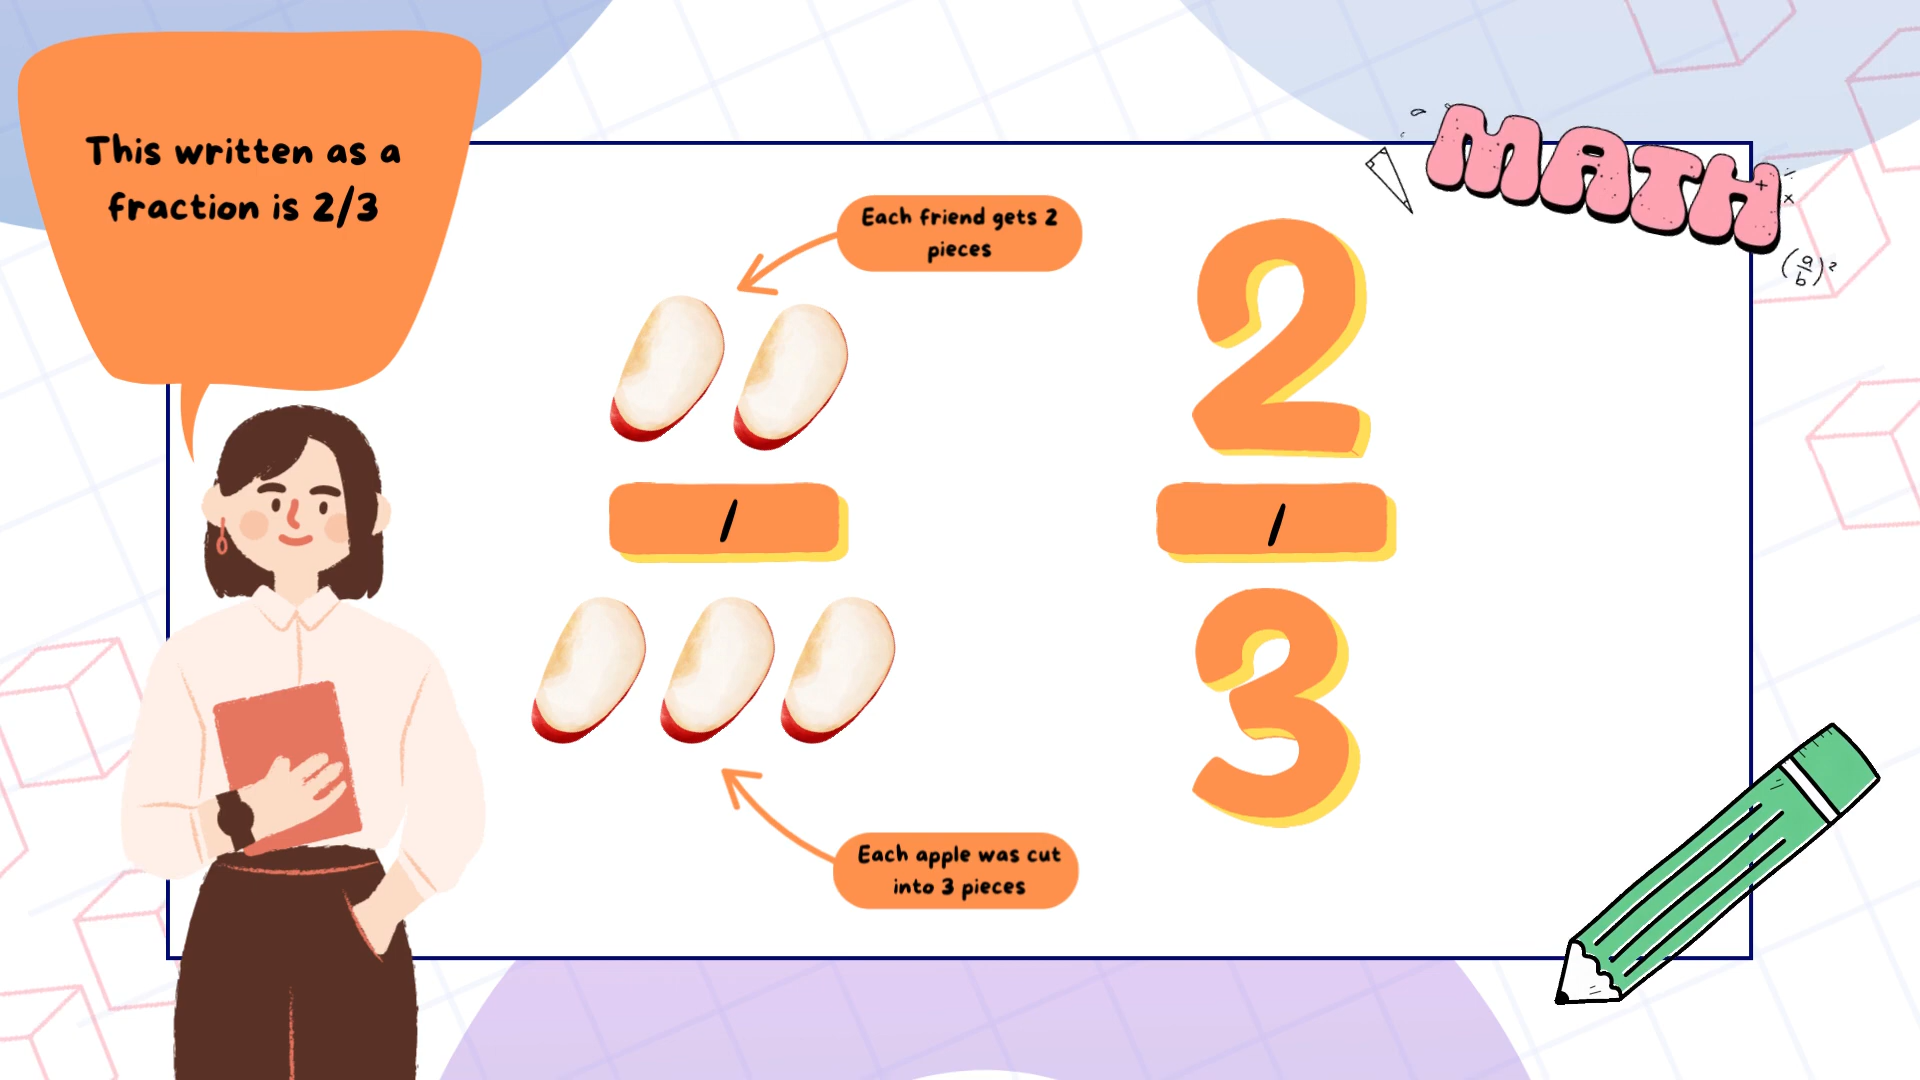 This written as a
fraction is 2/3
Each friend gets 2
pieces
MATH
+
x
(a/b)²
2
/
/
3
Each apple was cut
into 3 pieces